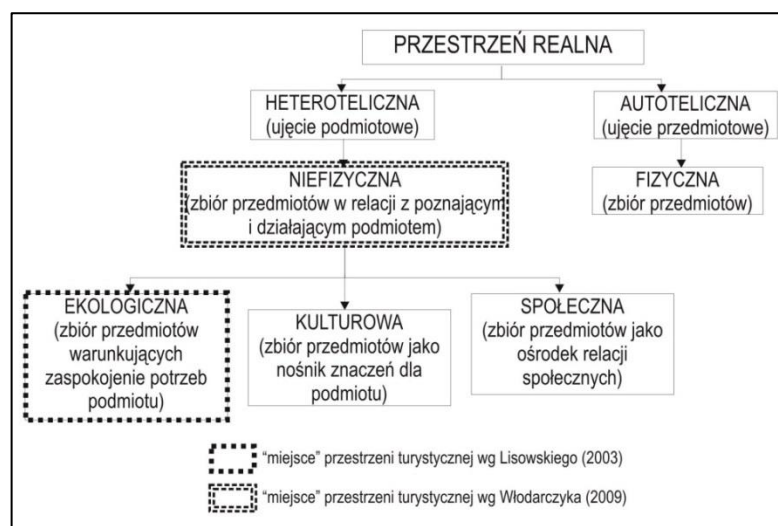 PRZESTRZEŃ REALNA
HETEROTELICZNA
(ujęcie podmiotowe)
AUTOTELICZNA
(ujęcie przedmiotowe)
NIEFIZYCZNA
(zbiór przedmiotów w relacji z poznającym
i działającym podmiotem)
FIZYCZNA
(zbiór przedmiotów)
EKOLOGICZNA
(zbiór przedmiotów
warunkujących
zaspokojenie potrzeb
podmiotu)
KULTUROWA
(zbiór przedmiotów jako
nośnik znaczeń dla
podmiotu)
SPOŁECZNA
(zbiór przedmiotów jako
ośrodek relacji
społecznych)
“miejsce” przestrzeni turystycznej wg Lisowskiego (2003)
“miejsce” przestrzeni turystycznej wg Włodarczyka (2009)